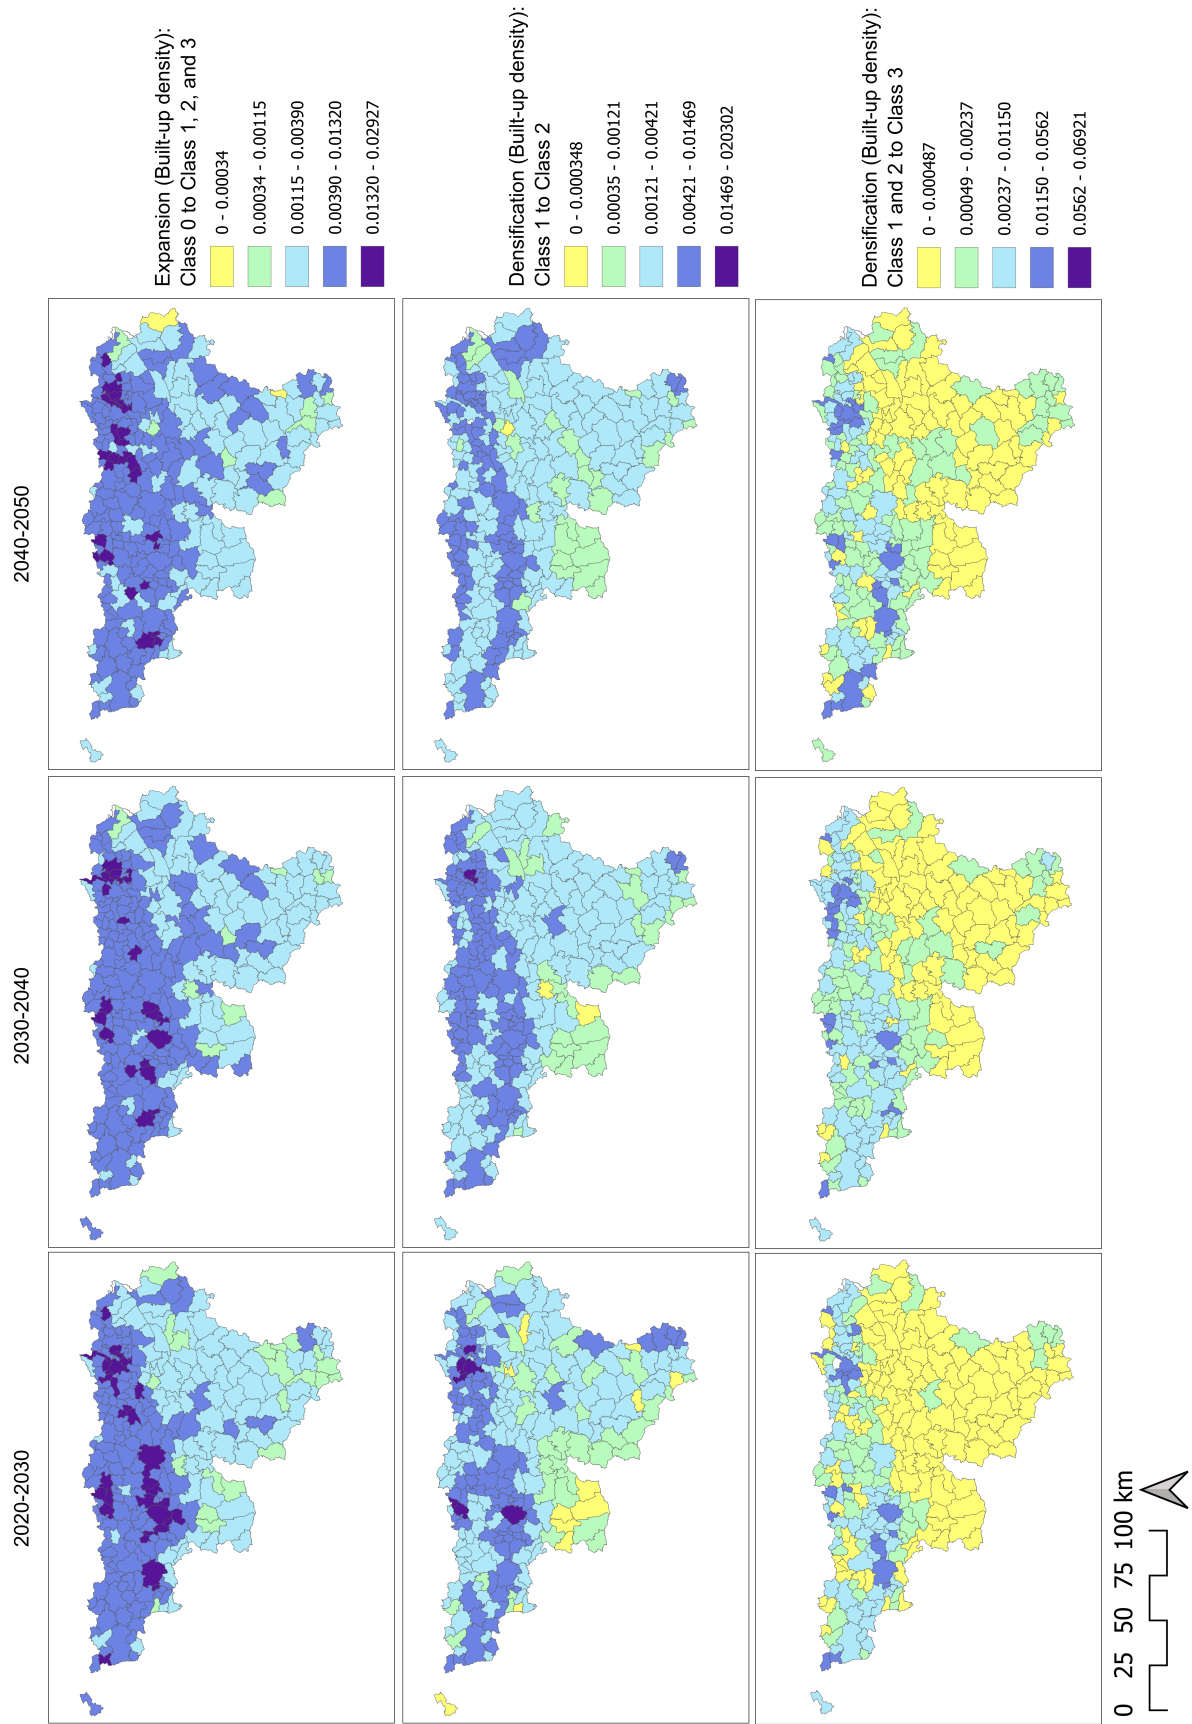 2020-2030
2030-2040
2040-2050
Expansion (Built-up density):
Class 0 to Class 1, 2, and 3
0 - 0.00034
0.00034 - 0.00115
0.00115 - 0.00390
0.00390 - 0.01320
0.01320 - 0.02927
Densification (Built-up density):
Class 1 to Class 2
0 - 0.000348
0.00035 - 0.00121
0.00121 - 0.00421
0.00421 - 0.01469
0.01469 - 020302
Densification (Built-up density):
Class 1 and 2 to Class 3
0 - 0.000487
0.00049 - 0.00237
0.00237 - 0.01150
0.01150 - 0.0562
0.0562 - 0.06921
0 25 50 75 100 km